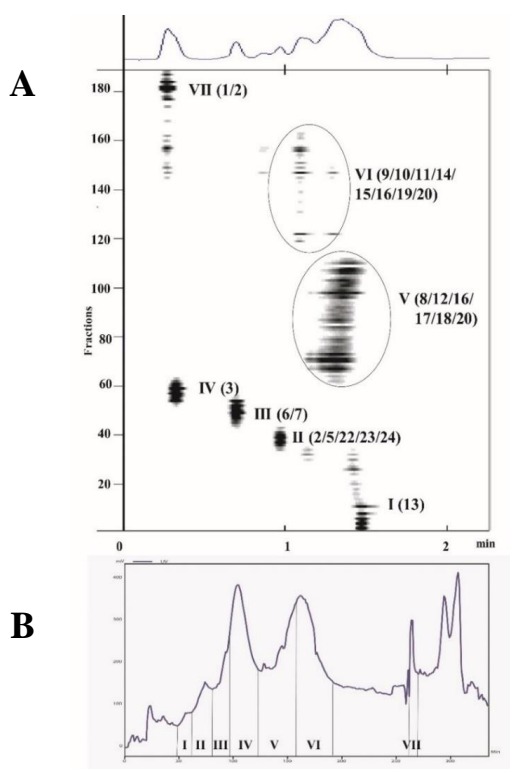 A
180
VII (1/2)
160
VI (9/10/11/14/
15/16/19/20)
140
120
100
V (8/12/16/
17/18/20)
80
Fractions
60
IV (3)
III (6/7)
40
II (2/5/22/23/24)
20
I (13)
0
1
2
min
B
I
II
III
IV
V
VI
VII